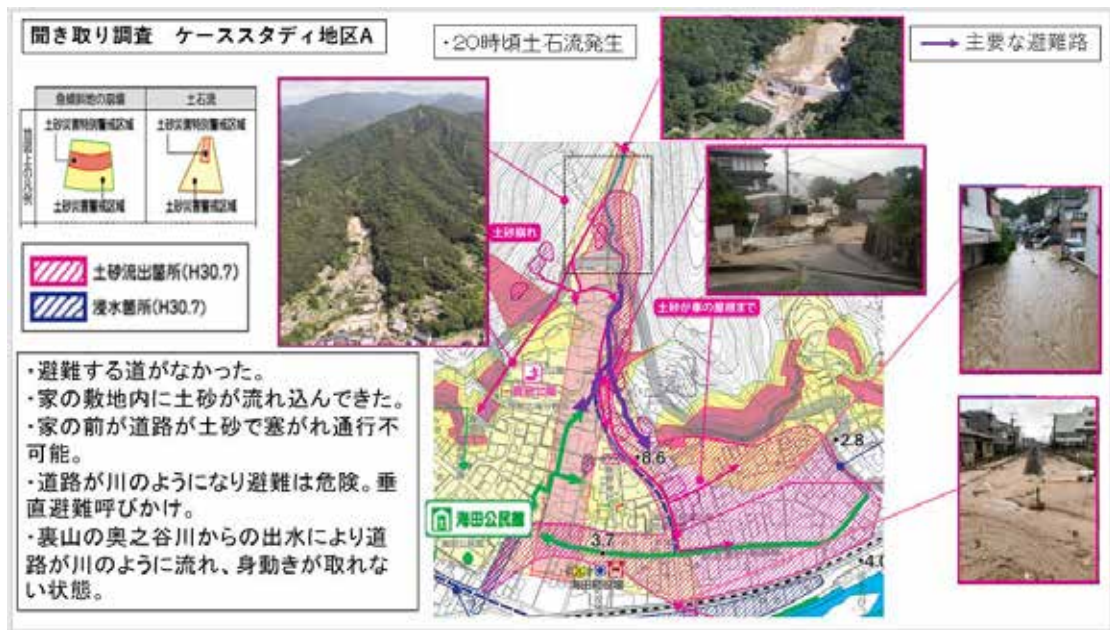 聞き取り調査 ケーススタディ地区A
・20時頃土石流発生
主要な避難路
急傾斜地の崩壊
土石流
土砂災害特別警戒区域
土砂災害特別警戒区域
土砂災害警戒区域
土砂災害警戒区域
土砂流出箇所(H30.7)
浸水箇所(H30.7)
土砂崩れ
土砂が車の屋根まで
・避難する道がなかった。
・家の敷地内に土砂が流れ込んできた。
・家の前が道路が土砂で塞がれ通行不
可能。
・道路が川のようになり避難は危険。垂
直避難呼びかけ。
・裏山の奥之谷川からの出水により道
路が川のように流れ、身動きが取れな
い状態。
海田公民館
2.8
8.6
3.7
4.0